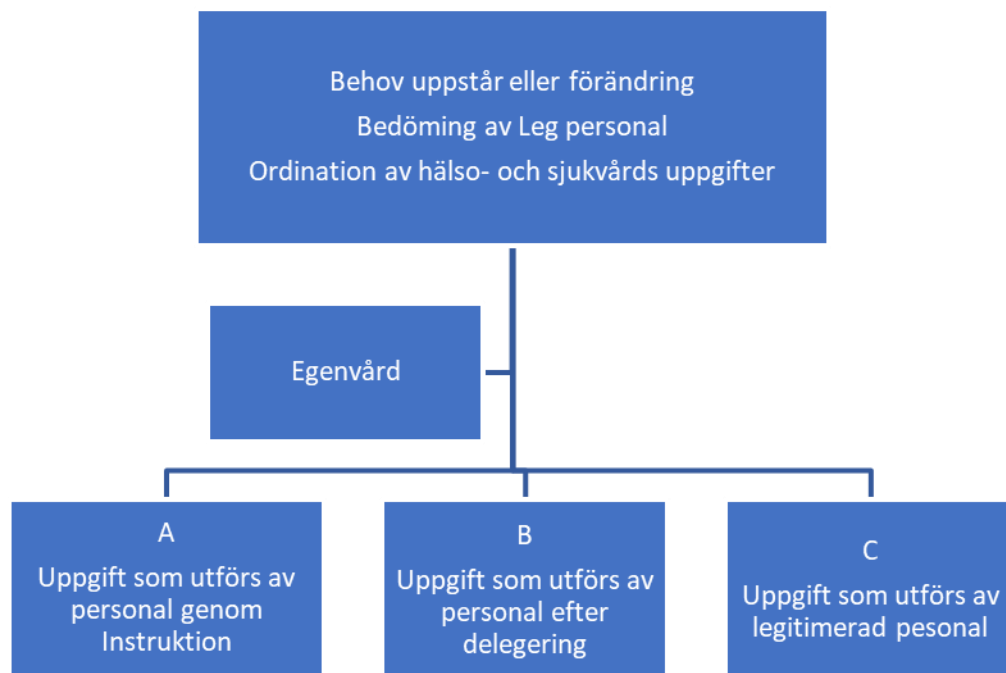 Behov uppstår eller förändring
Bedöming av Leg personal
Ordination av hälso- och sjukvårds uppgifter
Egenvård
A
Uppgift som utförs av
personal genom
Instruktion
B
Uppgift som utförs av
personal efter
delegering
C
Uppgift som utförs av
legitimerad pesonal